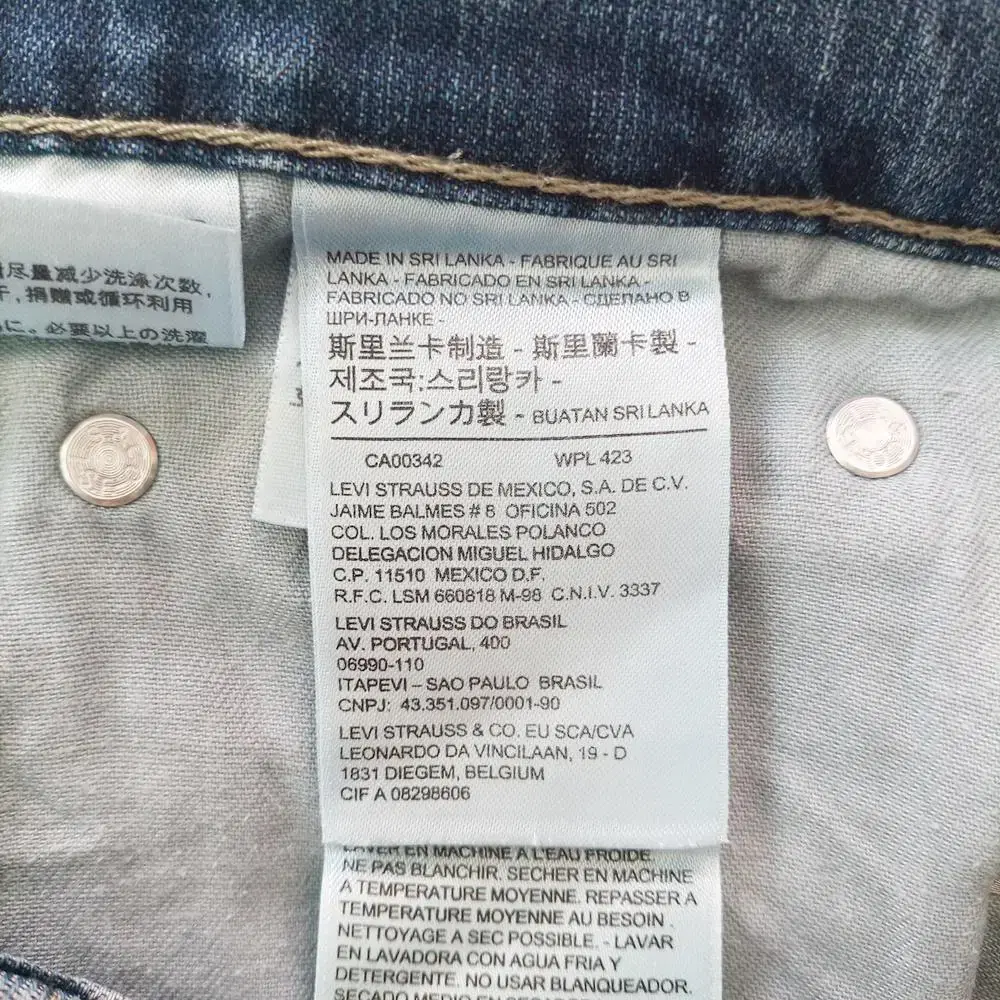 尽量减少洗涤次数,
捐赠或循环利用
に。必要以上の洗濯
MADE IN SRI LANKA - FABRIQUE AU SRI
LANKA - FABRICADO EN SRI LANKA -
FABRICADO NO SRI LANKA - СДЕЛАНО В
ШРИ-ЛАНКЕ -
斯里兰卡制造 - 斯里蘭卡製 -
제조국:스리랑카 -
スリランカ製 - BUATAN SRI LANKA
CA00342 WPL 423
LEVI STRAUSS DE MEXICO, S.A. DE C.V.
JAIME BALMES # 8 OFICINA 502
COL. LOS MORALES POLANCO
DELEGACION MIGUEL HIDALGO
C.P. 11510 MEXICO D.F.
R.F.C. LSM 660818 M-98 C.N.I.V. 3337
LEVI STRAUSS DO BRASIL
AV. PORTUGAL, 400
06990-110
ITAPEVI – SAO PAULO BRASIL
CNPJ: 43.351.097/0001-90
LEVI STRAUSS & CO. EU SCA/CVA
LEONARDO DA VINCILAAN, 19 - D
1831 DIEGEM, BELGIUM
CIF A 08298606
LAVER EN MACHINE A L'EAU FROIDE.
NE PAS BLANCHIR. SECHER EN MACHINE
A TEMPERATURE MOYENNE. REPASSER A
TEMPERATURE MOYENNE AU BESOIN.
NETTOYAGE A SEC POSSIBLE. - LAVAR
EN LAVADORA CON AGUA FRIA Y
DETERGENTE. NO USAR BLANQUEADOR.